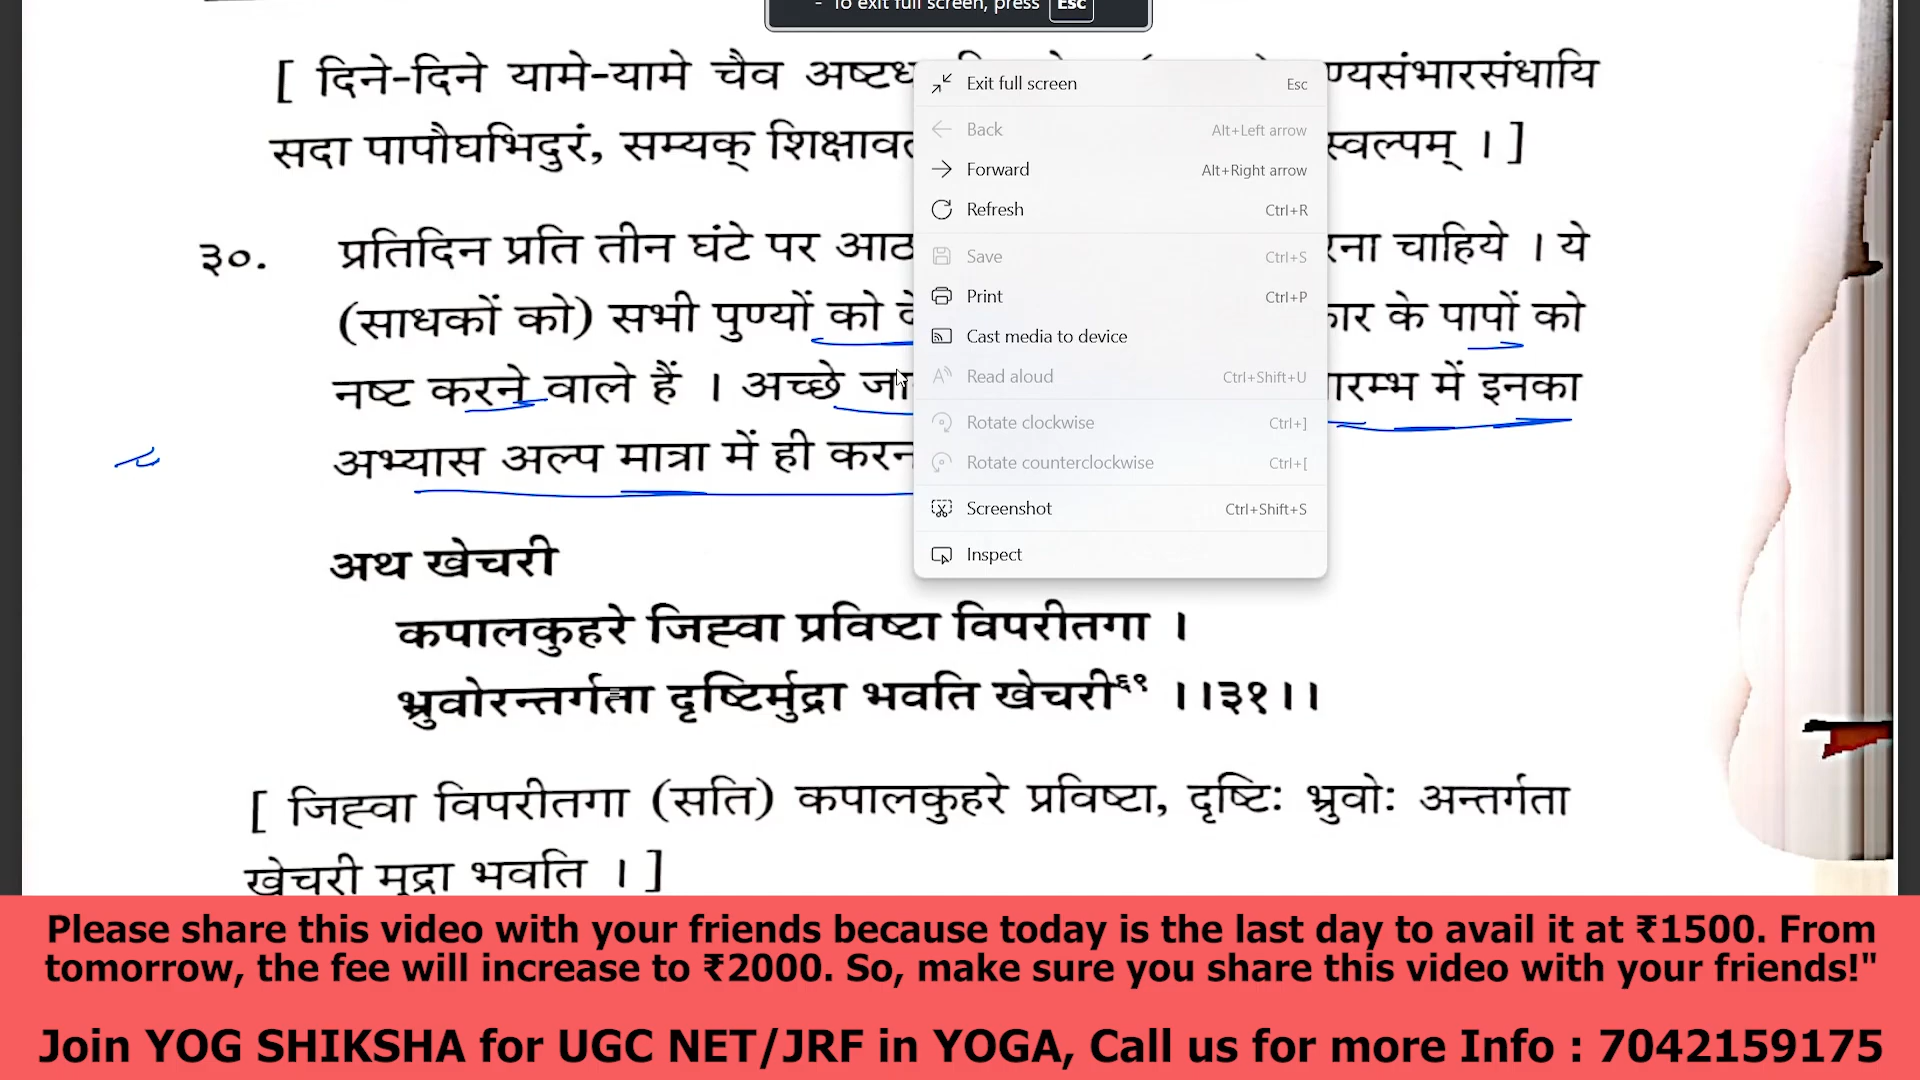 - To exit full screen, press Esc
[ दिने-दिने यामे-यामे चैव ण्यसंभारसंधायि
सदा पापौघभिदुरं, सम्यक् स्वल्पम् । ]
३०. प्रतिदिन प्रति तीन घंटे पर आठ चाहिये । ये
(साधकों को) सभी पुण्यों को के पापों को
नष्ट करने वाले हैं । अच्छे में इनका
अभ्यास अल्प मात्रा में ही
Exit full screen Esc
Back Alt+Left arrow
Forward Alt+Right arrow
Refresh Ctrl+R
Save Ctrl+S
Print Ctrl+P
Cast media to device
Read aloud Ctrl+Shift+U
Rotate clockwise Ctrl+]
Rotate counterclockwise Ctrl+[
Screenshot Ctrl+Shift+S
Inspect
अथ खेचरी
कपालकुहरे जिह्वा प्रविष्टा विपरीतगा ।
भ्रुवोरन्तर्गता दृष्टिर्मुद्रा भवति खेचरी६९ ।।३१।।
[ जिह्वा विपरीतगा (सति) कपालकुहरे प्रविष्टा, दृष्टिः भ्रुवोः अन्तर्गता
खेचरी मुद्रा भवति । ]
Please share this video with your friends because today is the last day to avail it at ₹1500. From
tomorrow, the fee will increase to ₹2000. So, make sure you share this video with your friends!"
Join YOG SHIKSHA for UGC NET/JRF in YOGA, Call us for more Info : 7042159175